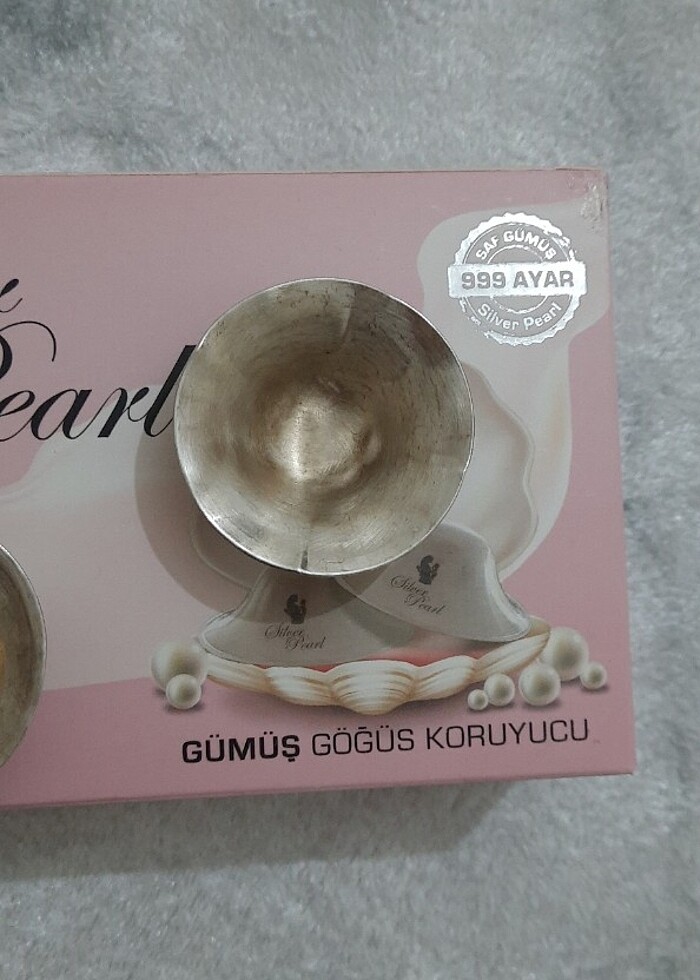 Pearl
SAF GÜMÜŞ
999 AYAR
Silver Pearl
Silver
Pearl
Silver
Pearl
GÜMÜŞ GÖĞÜS KORUYUCU